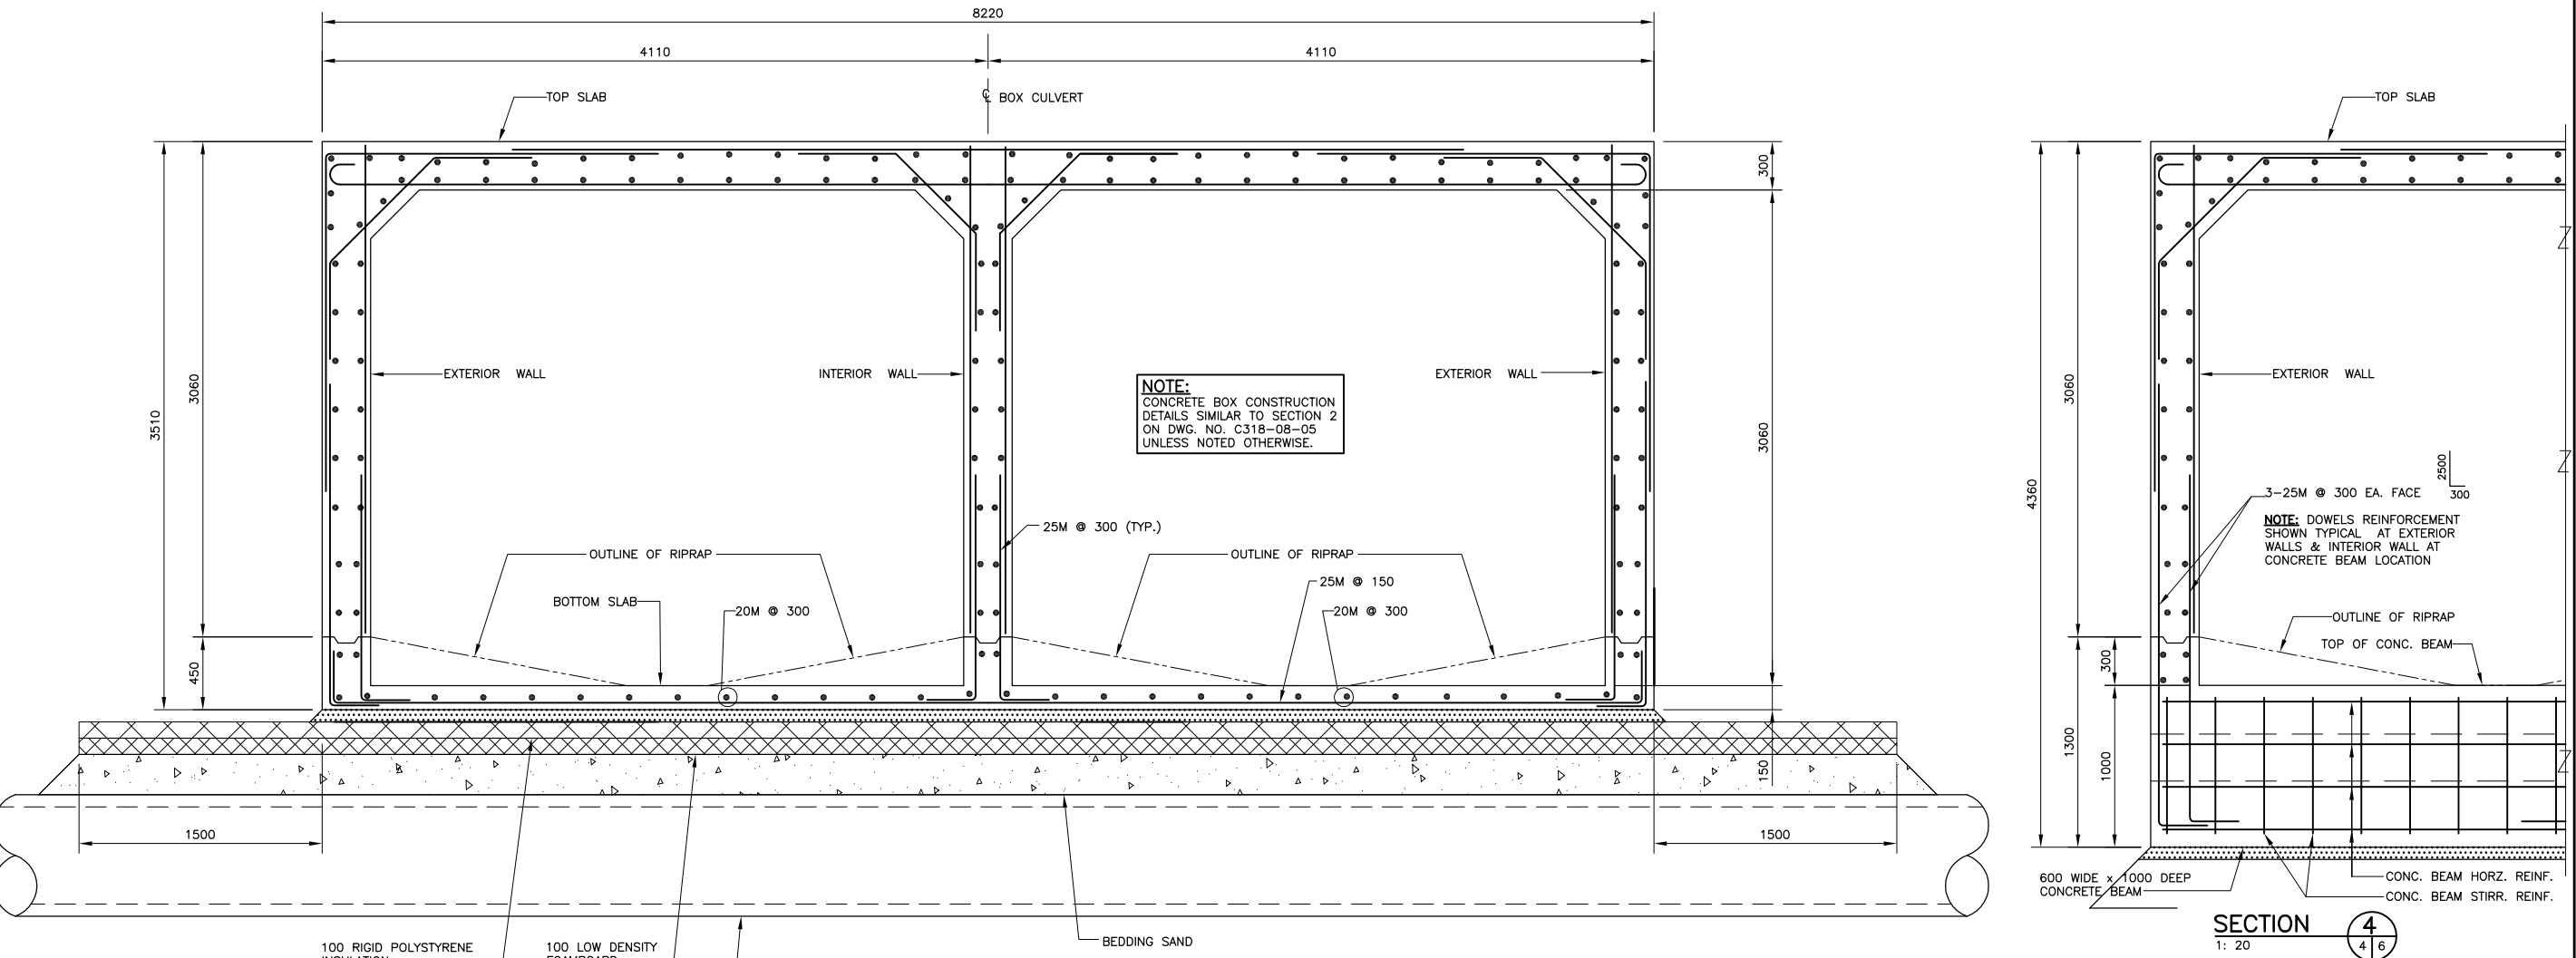 8220
4110
4110
TOP SLAB
℄ BOX CULVERT
TOP SLAB
300
3510
3060
EXTERIOR WALL
INTERIOR WALL
NOTE:
CONCRETE BOX CONSTRUCTION
DETAILS SIMILAR TO SECTION 2
ON DWG. NO. C318-08-05
UNLESS NOTED OTHERWISE.
EXTERIOR WALL
3060
4360
3060
EXTERIOR WALL
2500
300
3-25M @ 300 EA. FACE
NOTE: DOWELS REINFORCEMENT
SHOWN TYPICAL AT EXTERIOR
WALLS & INTERIOR WALL AT
CONCRETE BEAM LOCATION
25M @ 300 (TYP.)
OUTLINE OF RIPRAP
OUTLINE OF RIPRAP
25M @ 150
BOTTOM SLAB
20M @ 300
20M @ 300
OUTLINE OF RIPRAP
TOP OF CONC. BEAM
450
300
150
1300
1000
1500
1500
600 WIDE x 1000 DEEP
CONCRETE BEAM
CONC. BEAM HORZ. REINF.
CONC. BEAM STIRR. REINF.
SECTION
1: 20
4
4 6
BEDDING SAND
100 RIGID POLYSTYRENE
INSULATION
100 LOW DENSITY
FOAMBOARD